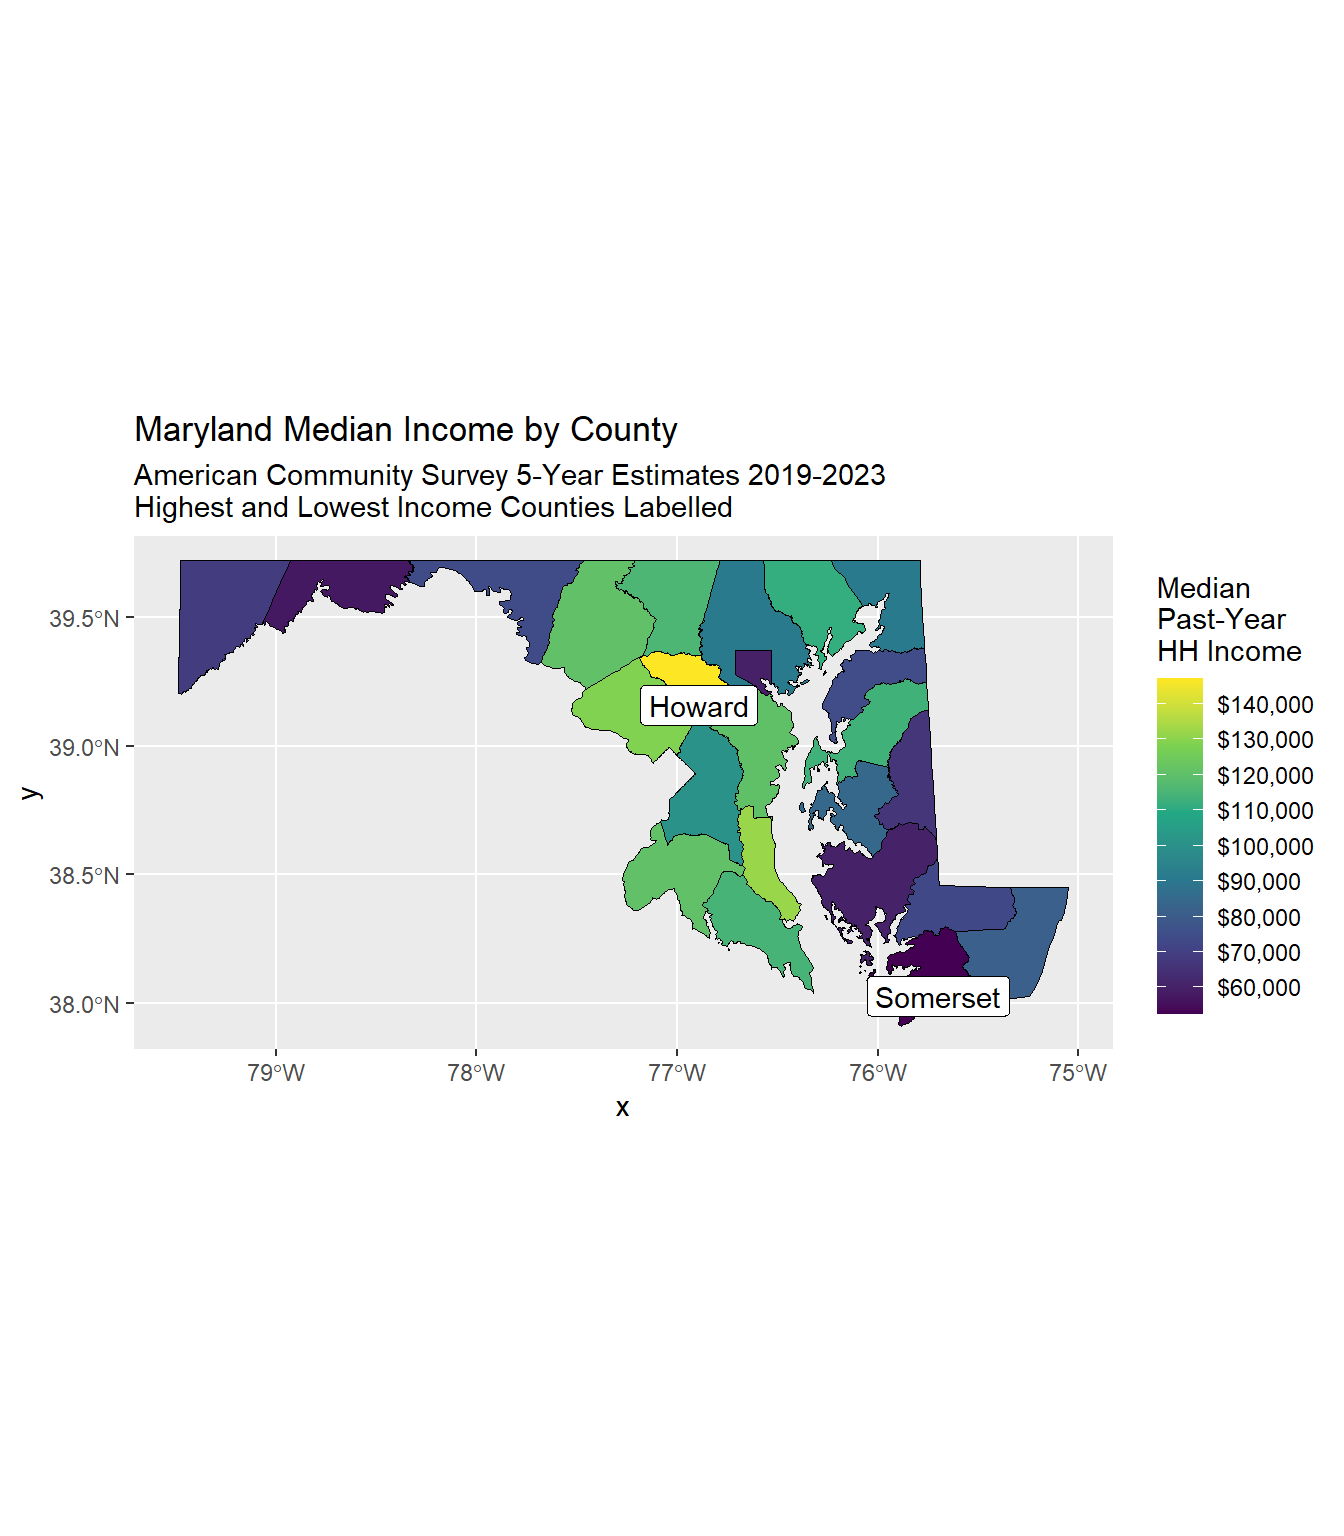 Maryland Median Income by County
American Community Survey 5-Year Estimates 2019-2023
Highest and Lowest Income Counties Labelled
39.5°N
39.0°N
38.5°N
38.0°N
y
Howard
Somerset
79°W
78°W
77°W
76°W
75°W
x
Median
Past-Year
HH Income
$140,000
$130,000
$120,000
$110,000
$100,000
$90,000
$80,000
$70,000
$60,000